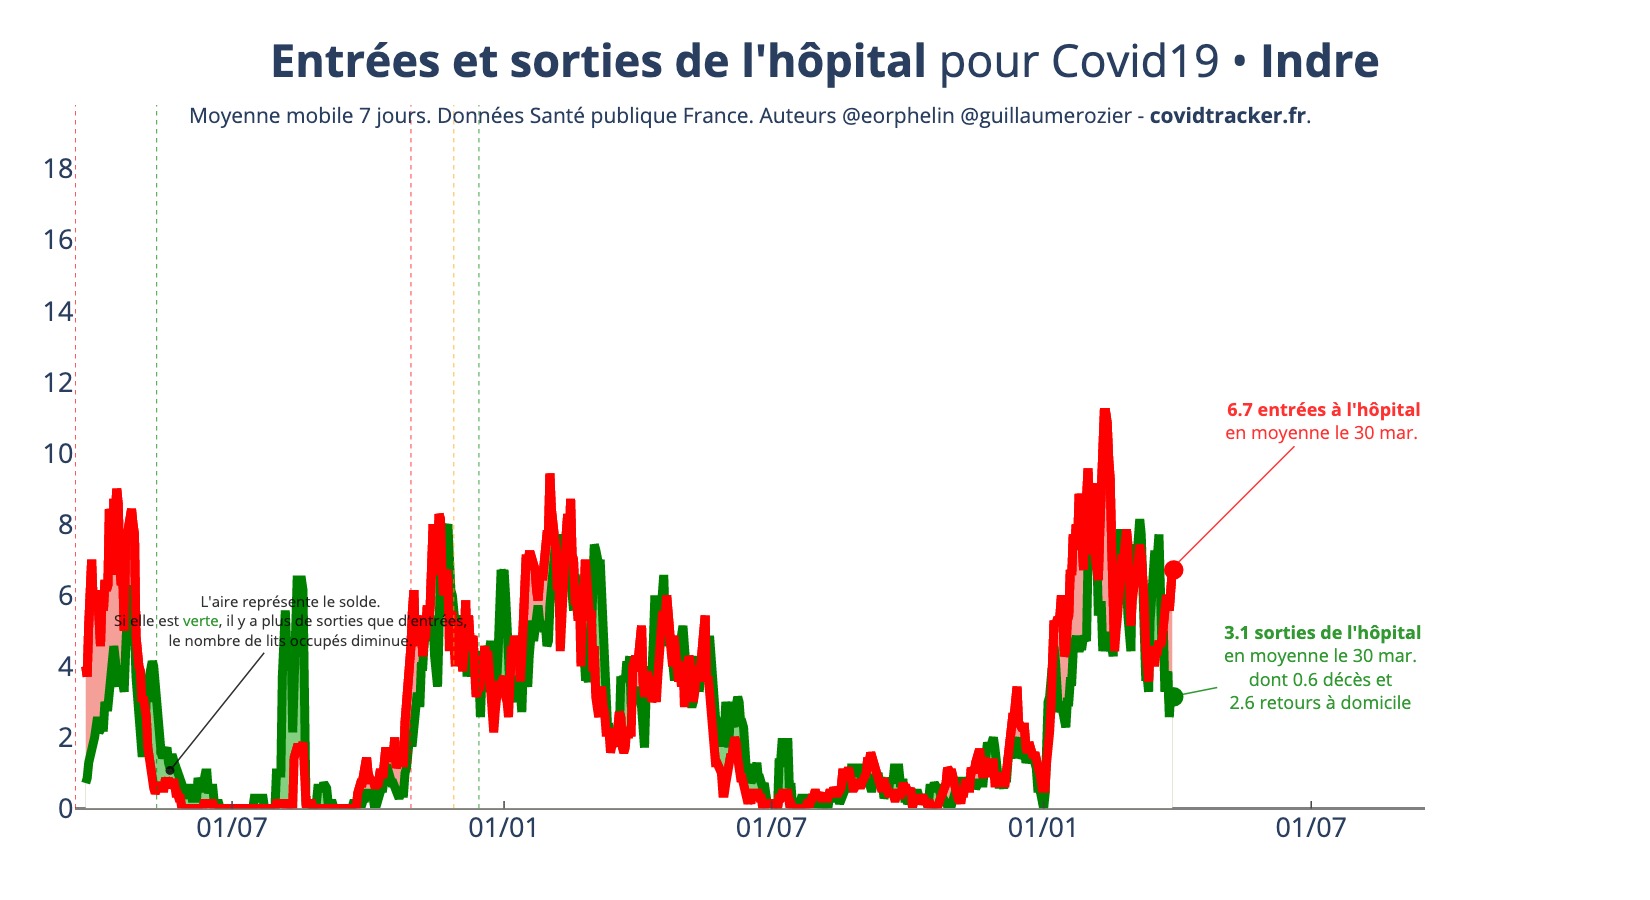 Entrées et sorties de l'hôpital pour Covid19 • Indre
Moyenne mobile 7 jours. Données Santé publique France. Auteurs @eorphelin @guillaumerozier - covidtracker.fr.
18
16
14
12
10
8
6
4
2
0
6.7 entrées à l'hôpital
en moyenne le 30 mar.
L'aire représente le solde.
Si elle est verte, il y a plus de sorties que d'entrées,
le nombre de lits occupés diminue.
3.1 sorties de l'hôpital
en moyenne le 30 mar.
dont 0.6 décès et
2.6 retours à domicile
01/07
01/01
01/07
01/01
01/07